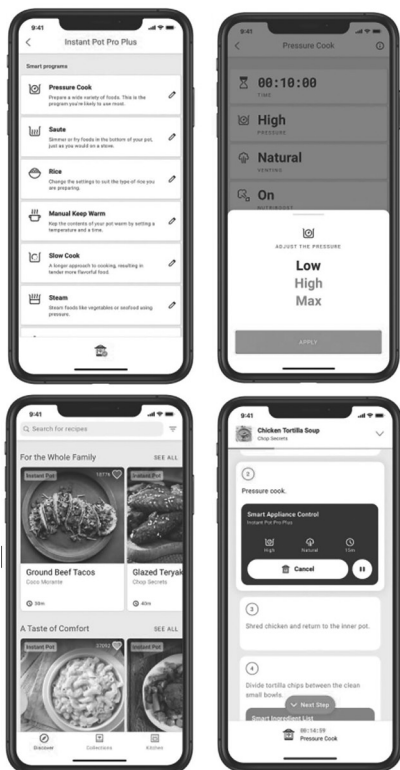 9:41
Instant Pot Pro Plus
Smart programs
Pressure Cook
Prepare a wide variety of foods. This is the
program you're likely to use most.
Saute
Simmer or fry foods in the bottom of your pot,
just as you would on a stove.
Rice
Change the settings to suit the type of rice you
are preparing.
Manual Keep Warm
Keep the contents of your pot warm by setting a
temperature and a time.
Slow Cook
A longer approach to cooking, resulting in
tender more flavorful food.
Steam
Steam foods like vegetables or seafood using
pressure.
9:41
Pressure Cook
00:10:00
TIME
High
PRESSURE
Natural
VENTING
On
NUTRIBOOST
ADJUST THE PRESSURE
Low
High
Max
APPLY
9:41
Search for recipes
For the Whole Family
SEE ALL
Instant Pot
Instant Pot
Ground Beef Tacos
Coco Morante
30m
Glazed Teryak
Chop Secrets
40m
A Taste of Comfort
SEE ALL
Instant Pot
Instant Pot
Discover
Collections
Kitchen
9:41
Chicken Tortilla Soup
Chop Secrets
2
Pressure cook.
Smart Appliance Control
Instant Pot Pro Plus
High
Natural
15m
Cancel
3
Shred chicken and return to the inner pot.
4
Divide tortilla chips between the clean
small bowls.
Next Step
Smart Ingredient List
00:14:59
Pressure Cook